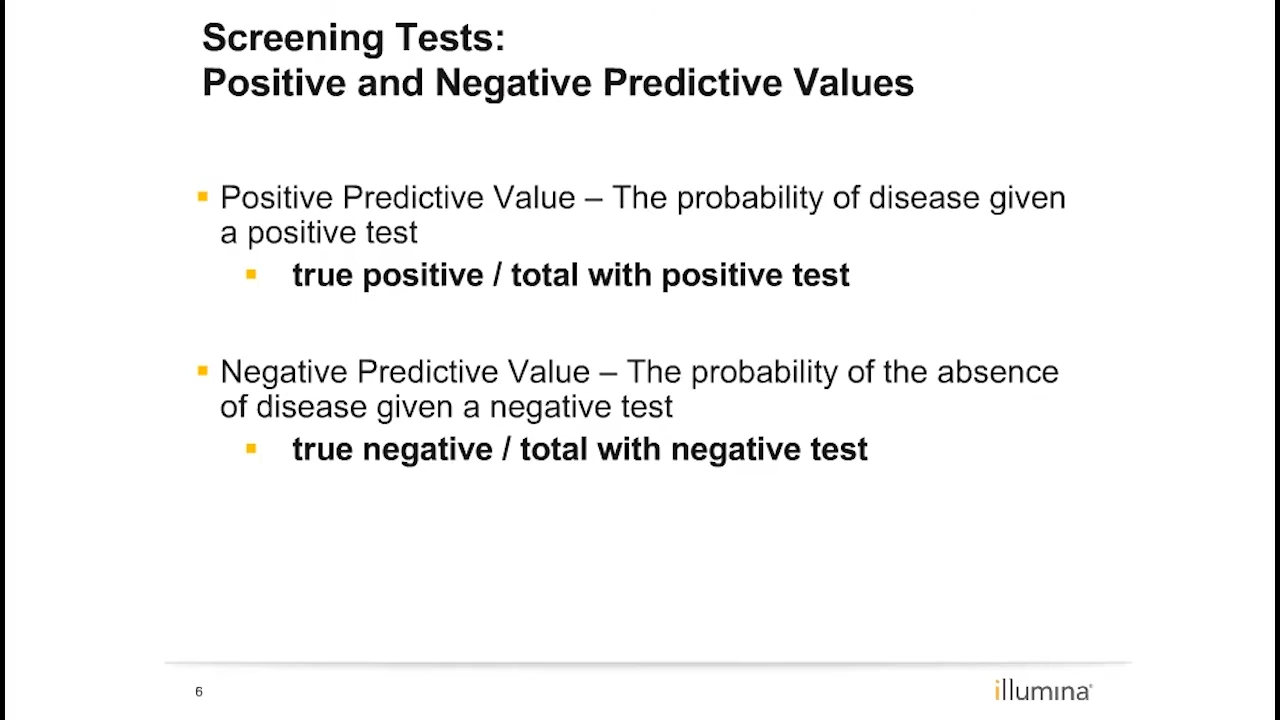 Screening Tests:
Positive and Negative Predictive Values
Positive Predictive Value – The probability of disease given
a positive test
true positive / total with positive test
Negative Predictive Value – The probability of the absence
of disease given a negative test
true negative / total with negative test
6
illumina®